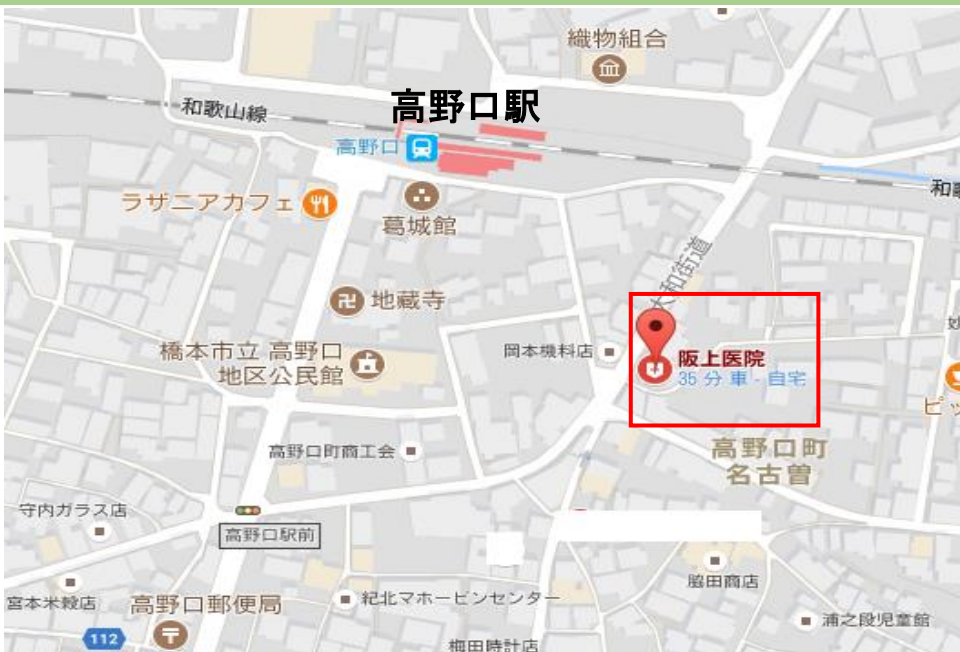 織物組合
高野口駅
和歌山線
高野口
ラザニアカフェ
葛城館
大和街道
地蔵寺
橋本市立 高野口
地区公民館
岡本機料店
阪上医院
35 分 車 - 自宅
高野口町
名古曽
高野口町商工会
守内ガラス店
高野口駅前
脇田商店
宮本米穀店
高野口郵便局
紀北マホービンセンター
浦之段児童館
112
梅田時計店